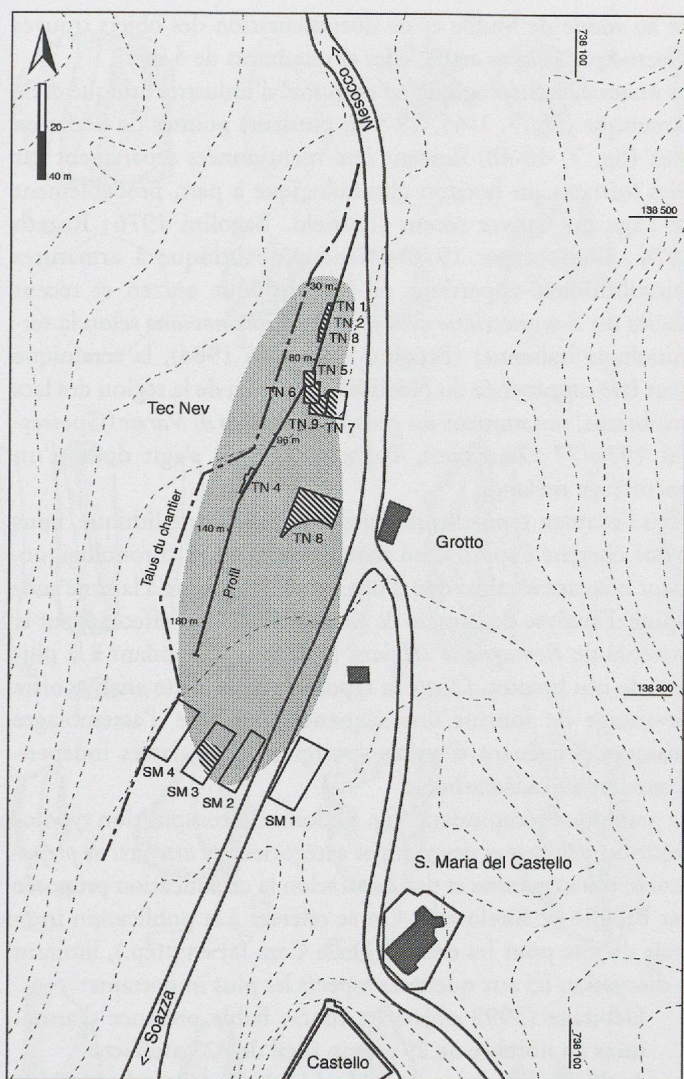 738 100
Mesocco <--
20
40 m
138 500
30 m
TN 1
TN 2
TN 8
80 m
TN 5
TN 6
TN 9
TN 7
Tec Nev
96 m
TN 4
Talus du chantier
140 m
TN 8
Grotto
Profil
180 m
138 300
SM 4
SM 3
SM 2
SM 1
S. Maria del Castello
<-- Soazza
Castello
738 100